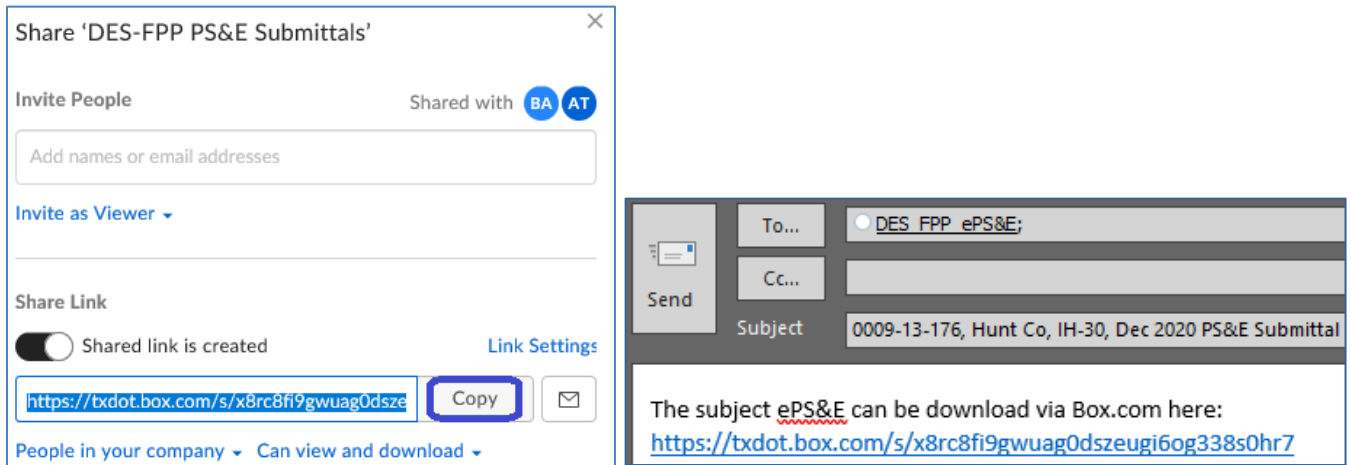 Share 'DES-FPP PS&E Submittals'
Invite People
Shared with BA AT
Add names or email addresses
Invite as Viewer
Share Link
Shared link is created
Link Settings
https://txdot.box.com/s/x8rc8fi9gwuag0dsze
Copy
People in your company
Can view and download
Send
To...
DES_FPP_ePS&E;
Cc...
Subject
0009-13-176, Hunt Co, IH-30, Dec 2020 PS&E Submittal
The subject ePS&E can be download via Box.com here:
https://txdot.box.com/s/x8rc8fi9gwuag0dszeugi6og338s0hr7